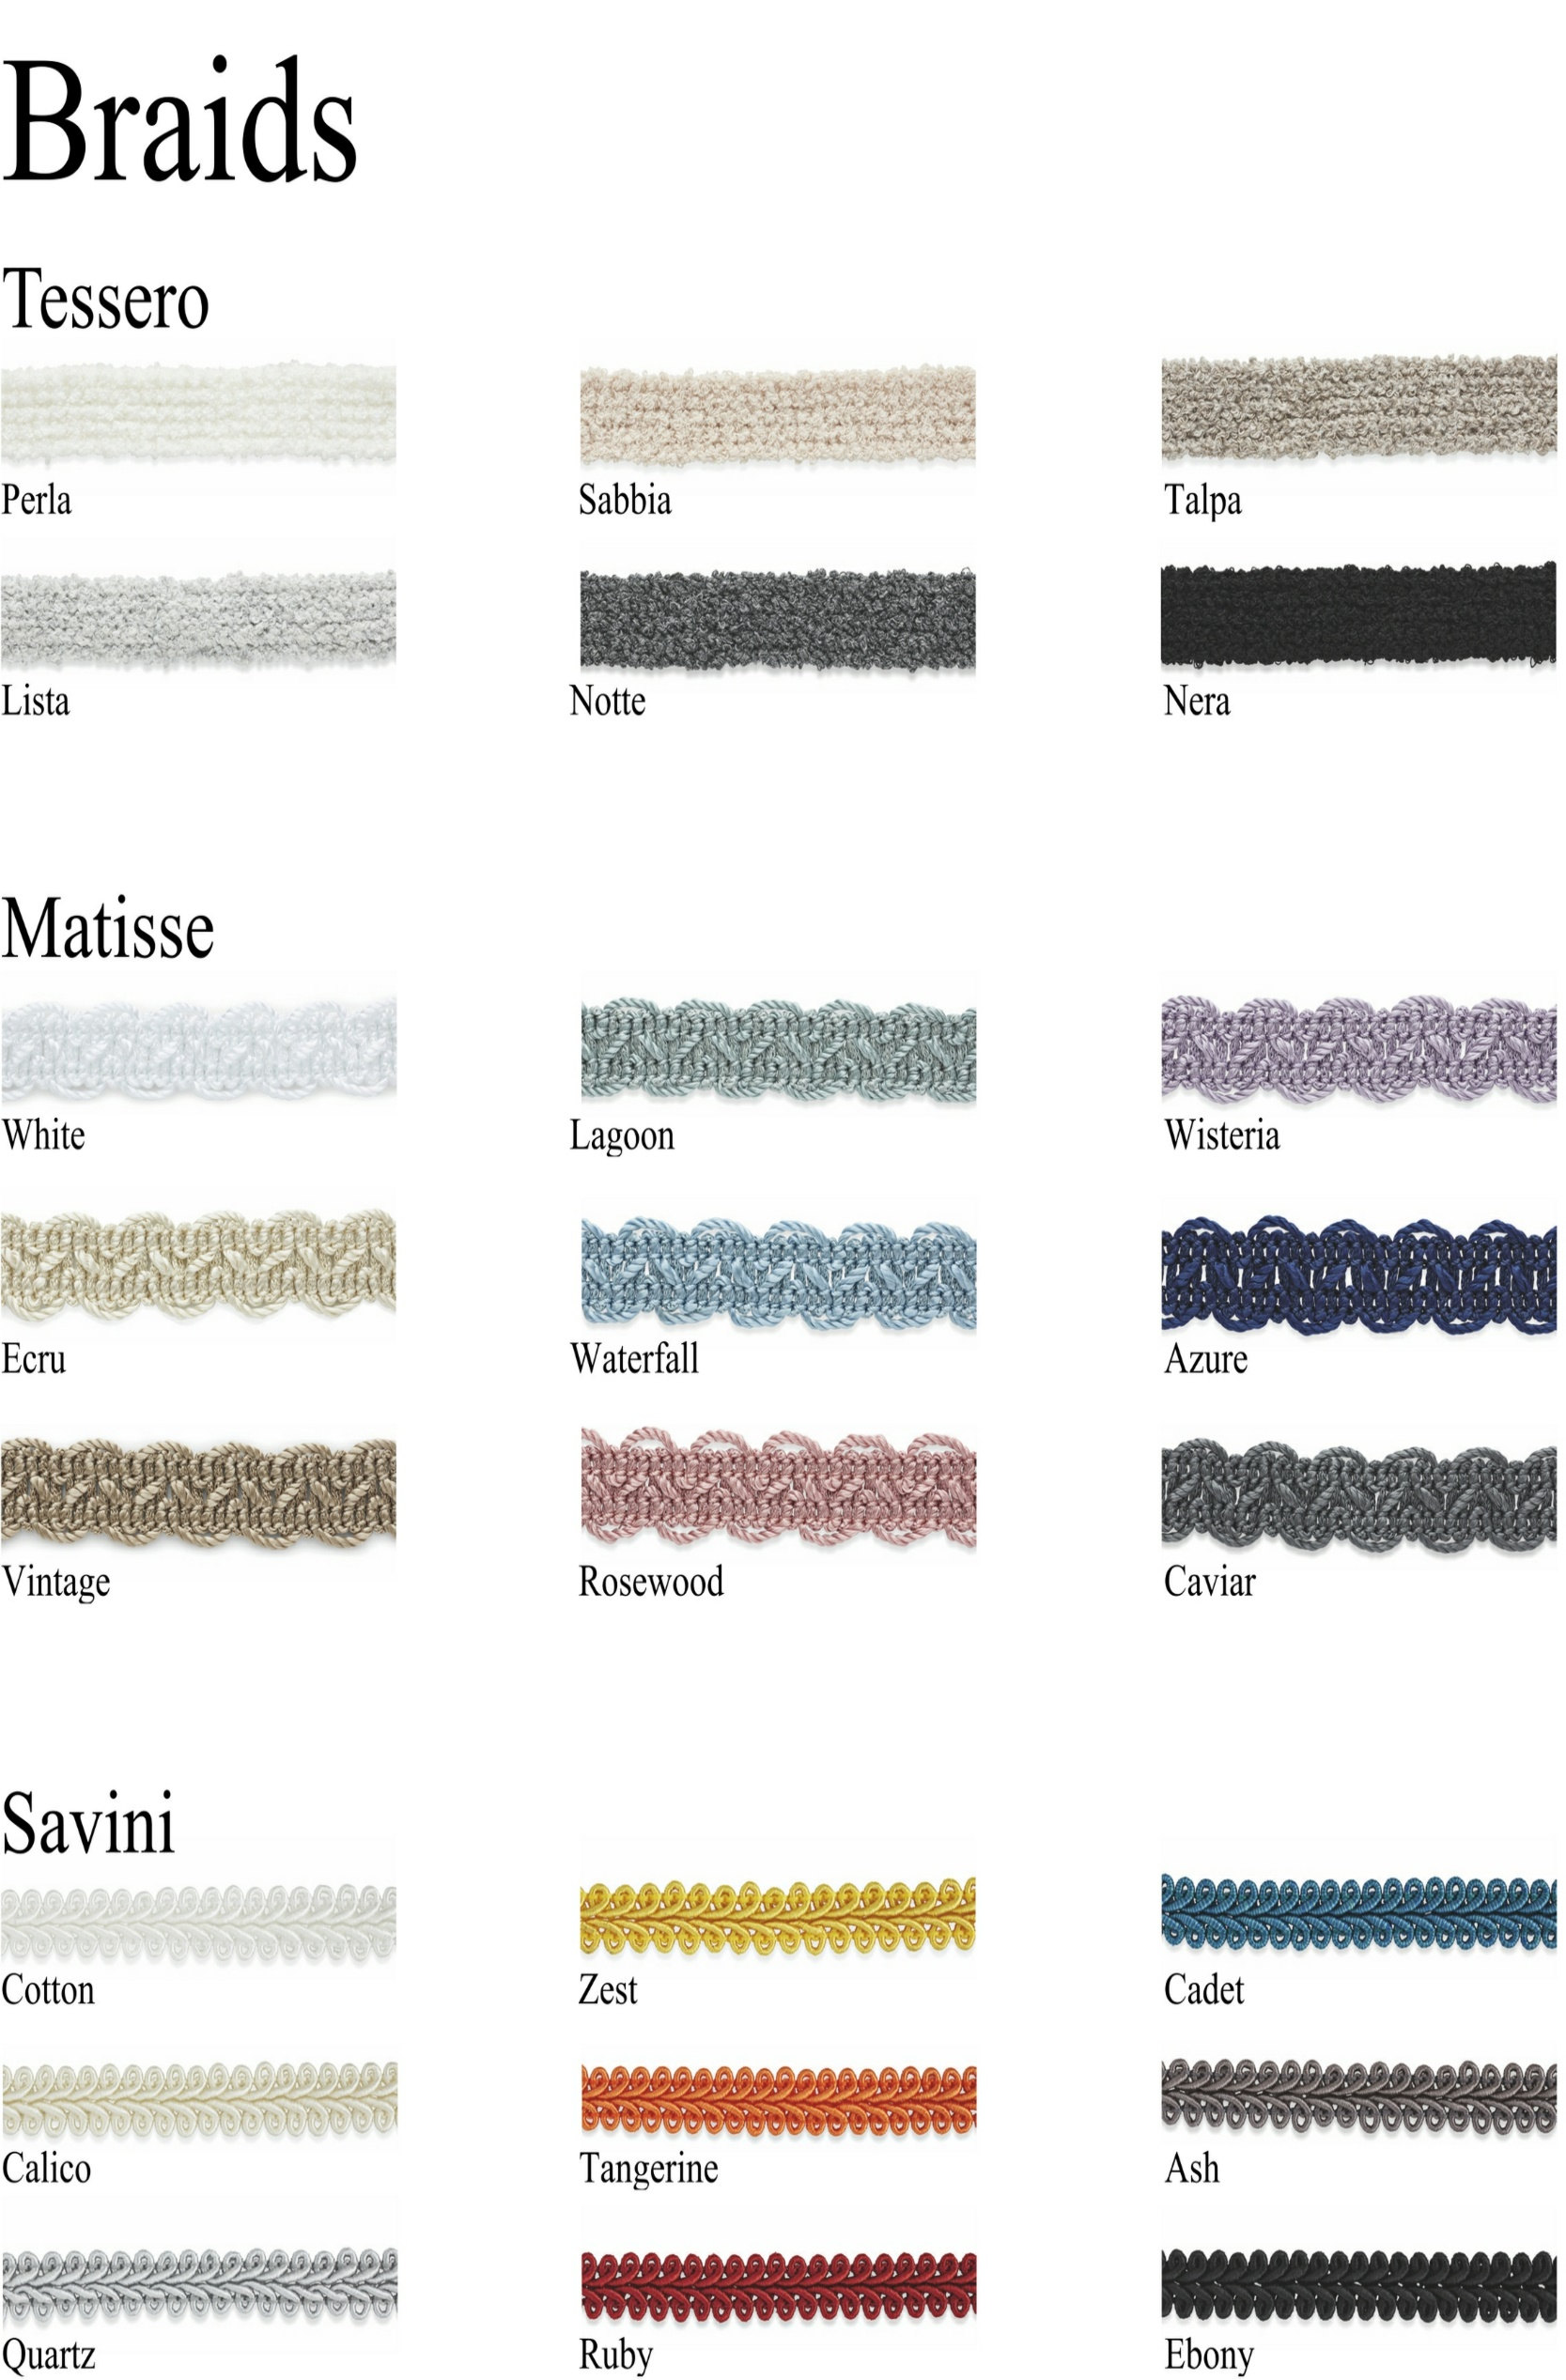 Braids
Tessero
Perla Sabbia Talpa
Lista Notte Nera
Matisse
White Lagoon Wisteria
Ecru Waterfall Azure
Vintage Rosewood Caviar
Savini
Cotton Zest Cadet
Calico Tangerine Ash
Quartz Ruby Ebony